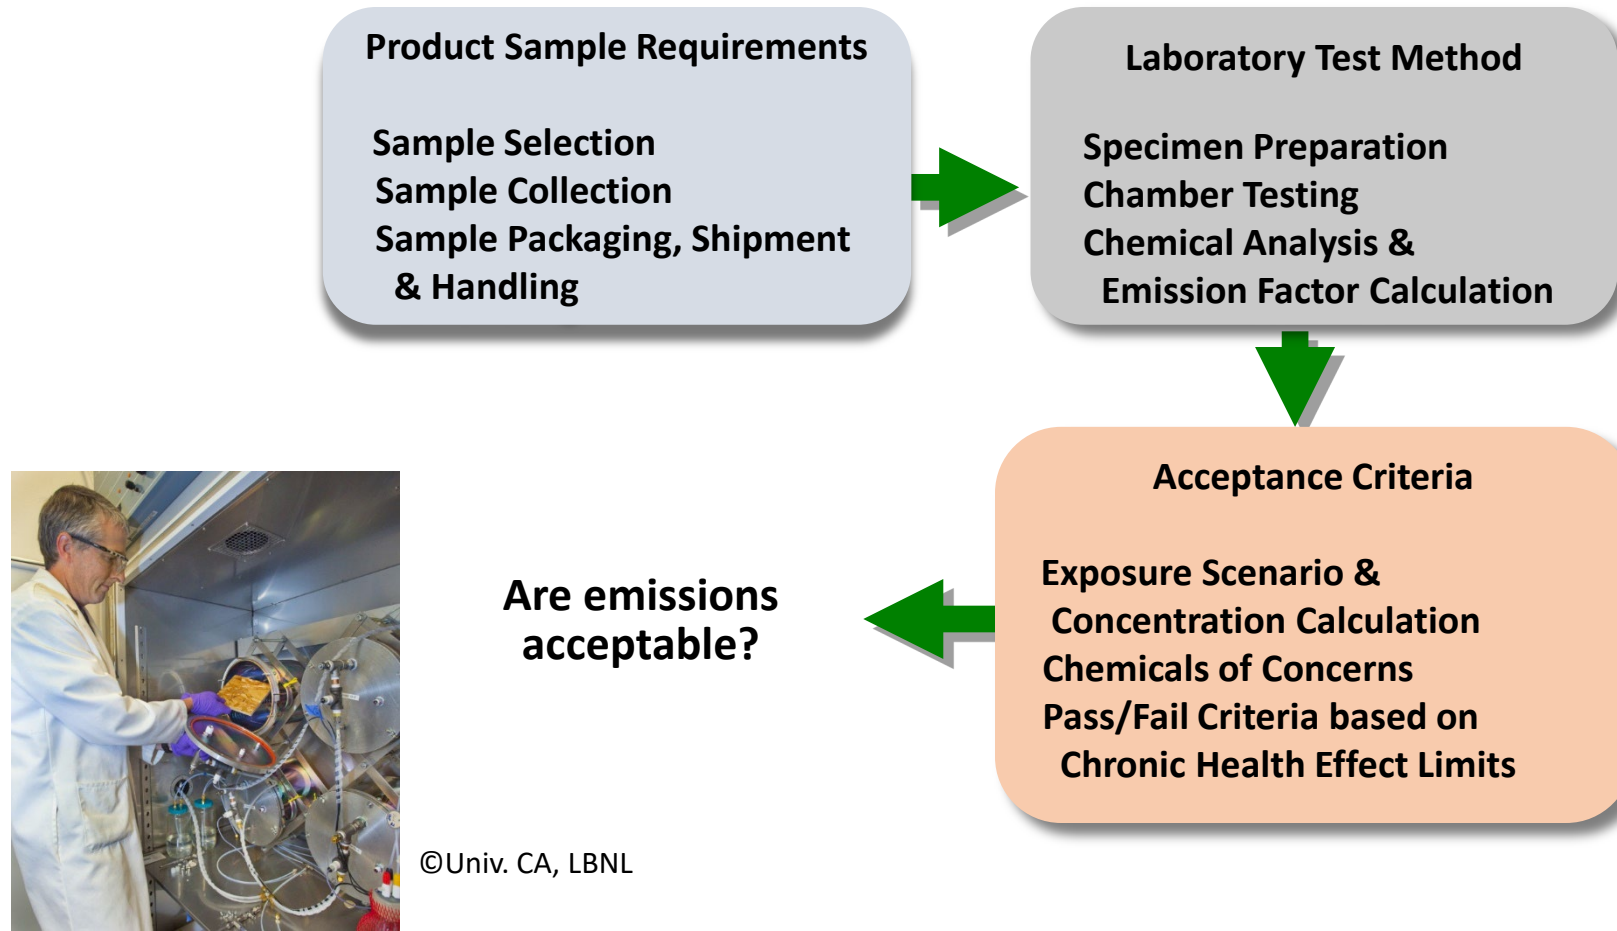 Product Sample Requirements
Sample Selection
Sample Collection
Sample Packaging, Shipment
& Handling
Laboratory Test Method
Specimen Preparation
Chamber Testing
Chemical Analysis &
Emission Factor Calculation
Acceptance Criteria
Exposure Scenario &
Concentration Calculation
Chemicals of Concerns
Pass/Fail Criteria based on
Chronic Health Effect Limits
Are emissions
acceptable?
©Univ. CA, LBNL